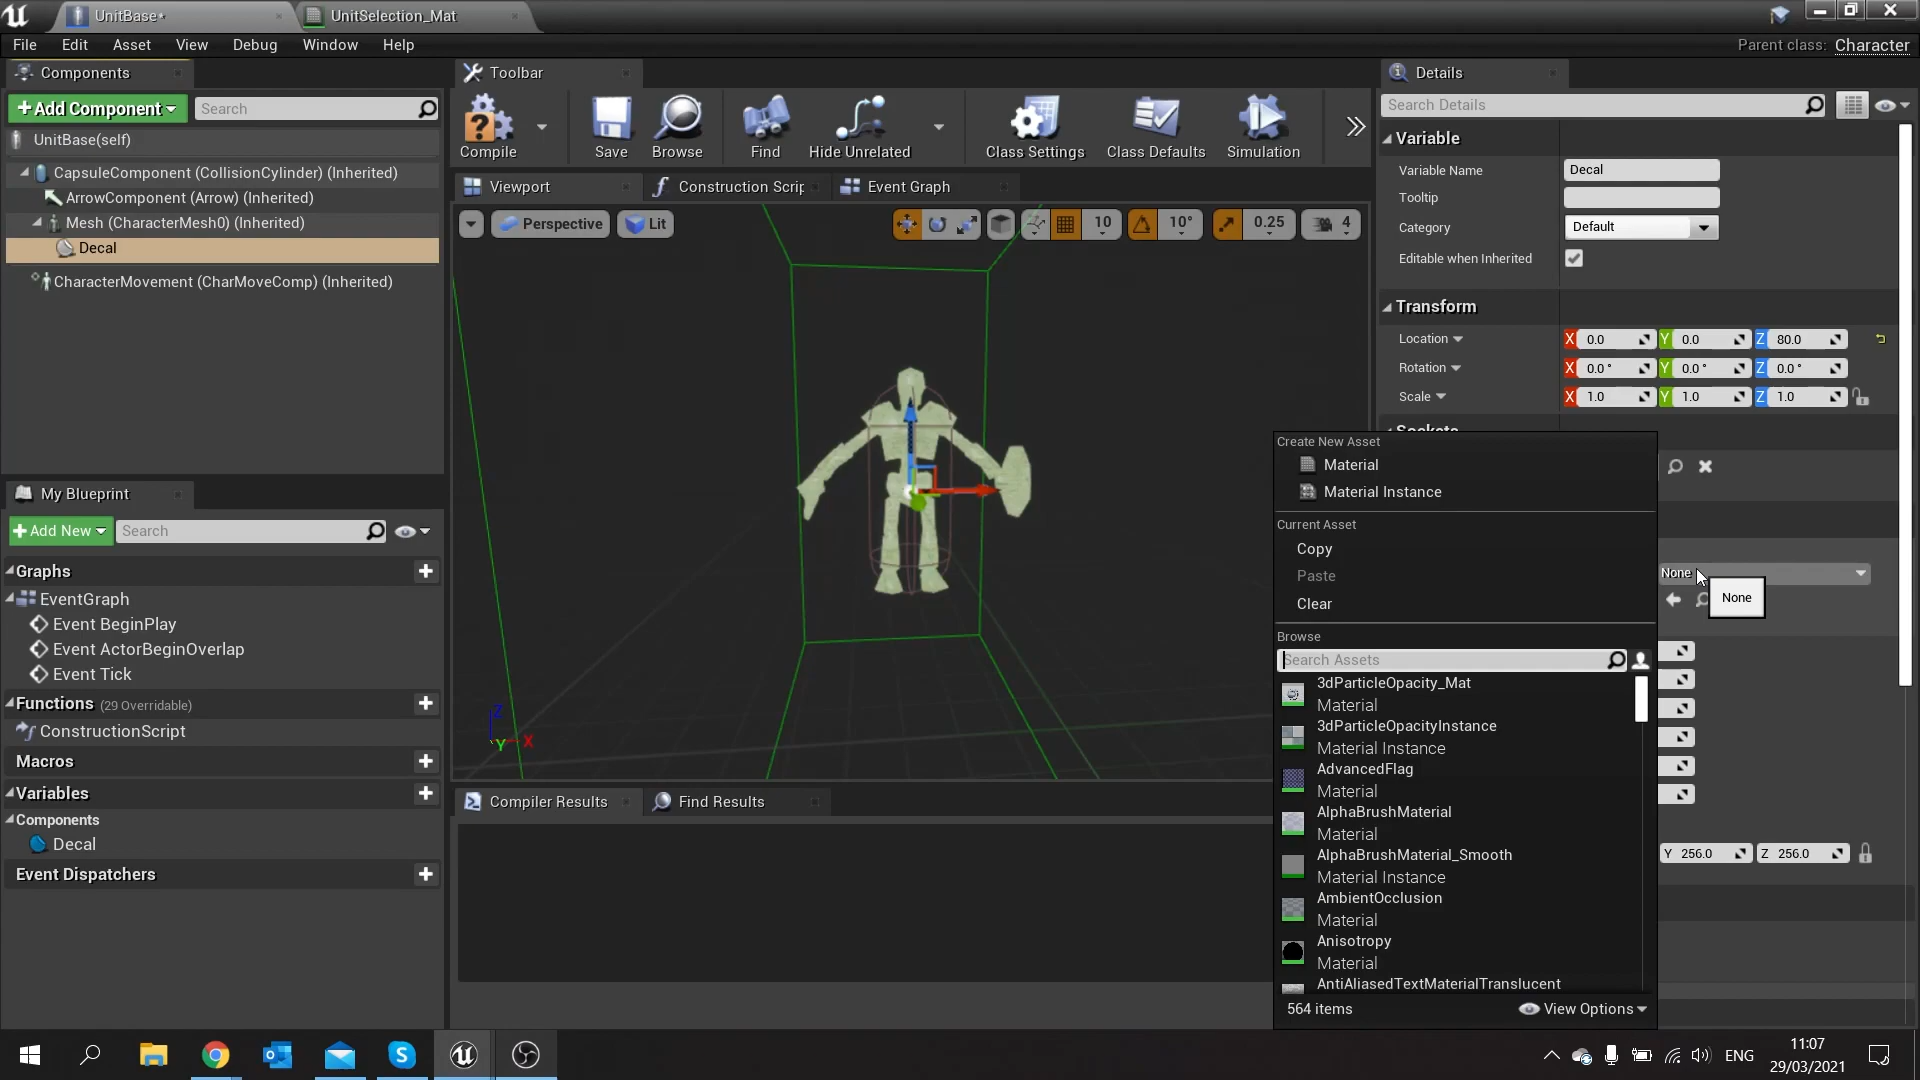 UnitBase*
UnitSelection_Mat
File
Edit
Asset
View
Debug
Window
Help
Parent class: Character
Components
+Add Component
Search
UnitBase(self)
CapsuleComponent (CollisionCylinder) (Inherited)
ArrowComponent (Arrow) (Inherited)
Mesh (CharacterMesh0) (Inherited)
Decal
CharacterMovement (CharMoveComp) (Inherited)
My Blueprint
+Add New
Search
Graphs
EventGraph
Event BeginPlay
Event ActorBeginOverlap
Event Tick
Functions (29 Overridable)
ConstructionScript
Macros
Variables
Components
Decal
Event Dispatchers
Toolbar
Compile
Save
Browse
Find
Hide Unrelated
Class Settings
Class Defaults
Simulation
Viewport
Construction Scrip
Event Graph
Perspective
Lit
10
10°
0.25
4
Z
Y
X
Compiler Results
Find Results
Details
Search Details
Variable
Variable Name
Decal
Tooltip
Category
Default
Editable when Inherited
Transform
Location
X 0.0
Y 0.0
Z 80.0
Rotation
X 0.0 °
Y 0.0 °
Z 0.0 °
Scale
X 1.0
Y 1.0
Z 1.0
Sockets
None
None
Y 256.0
Z 256.0
Create New Asset
Material
Material Instance
Current Asset
Copy
Paste
Clear
Browse
Search Assets
3dParticleOpacity_Mat
Material
3dParticleOpacityInstance
Material Instance
AdvancedFlag
Material
AlphaBrushMaterial
Material
AlphaBrushMaterial_Smooth
Material Instance
AmbientOcclusion
Material
Anisotropy
Material
AntiAliasedTextMaterialTranslucent
564 items
View Options
ENG
11:07
29/03/2021